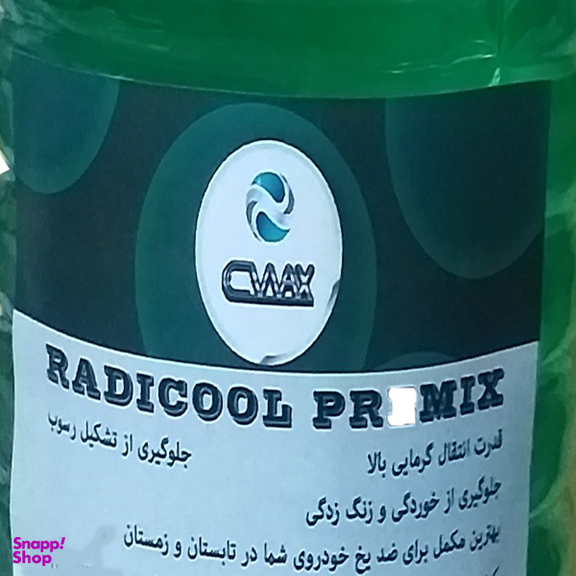 CWAX
RADICOOL PR MIX
قدرت انتقال گرمایی بالا
جلوگیری از تشکیل رسوب
جلوگیری از خوردگی و زنگ زدگی
بهترین مکمل برای ضد یخ خودروی شما در تابستان و زمستان
Snapp!
Shop